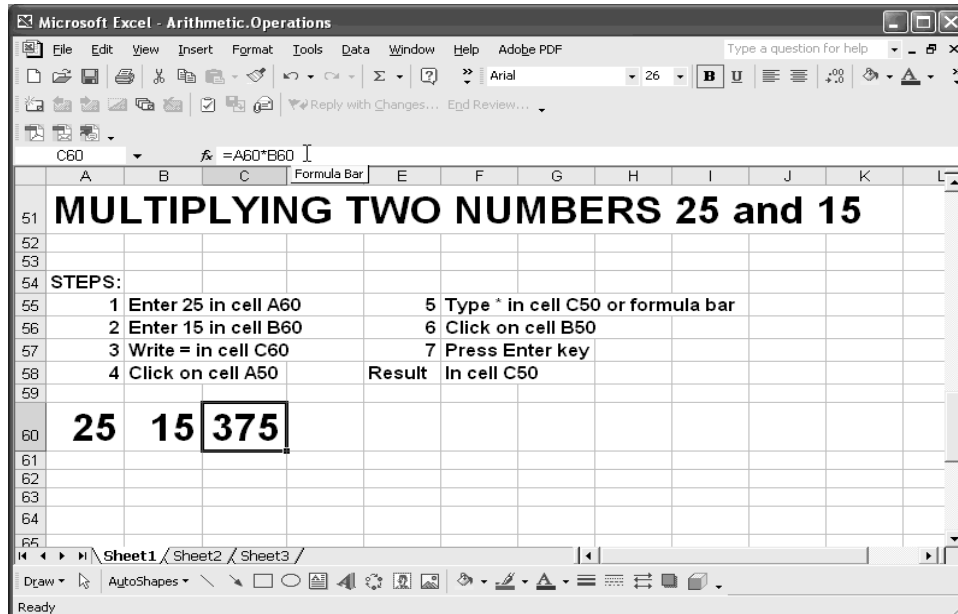 Microsoft Excel - Arithmetic.Operations
File Edit View Insert Format Tools Data Window Help Adobe PDF Type a question for help
Arial 26 B U
Reply with Changes... End Review...
C60 fx =A60*B60
Formula Bar
A B C E F G H I J K L
51 MULTIPLYING TWO NUMBERS 25 and 15
52
53
54 STEPS:
55 1 Enter 25 in cell A60 5 Type * in cell C50 or formula bar
56 2 Enter 15 in cell B60 6 Click on cell B50
57 3 Write = in cell C60 7 Press Enter key
58 4 Click on cell A50 Result In cell C50
59
60 25 15 375
61
62
63
64
65
Sheet1 Sheet2 Sheet3
Draw AutoShapes
Ready